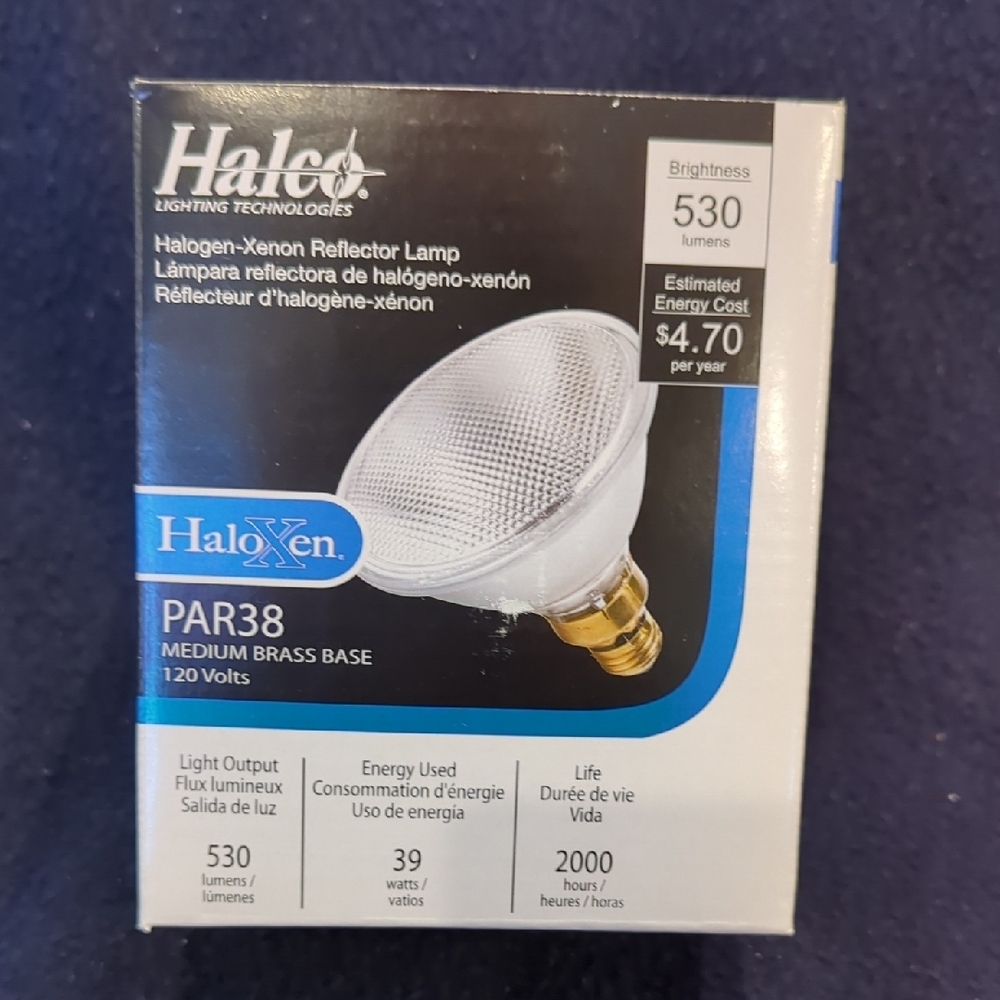 Halco®
LIGHTING TECHNOLOGIES
Halogen-Xenon Reflector Lamp
Lámpara reflectora de halógeno-xenón
Réflecteur d'halogène-xénon
Brightness
530
lumens
Estimated
Energy Cost
$4.70
per year
HaloXen®
PAR38
MEDIUM BRASS BASE
120 Volts
Light Output
Flux lumineux
Salida de luz
530
lumens /
lúmenes
Energy Used
Consommation d'énergie
Uso de energía
39
watts /
vatios
Life
Durée de vie
Vida
2000
hours /
heures / horas